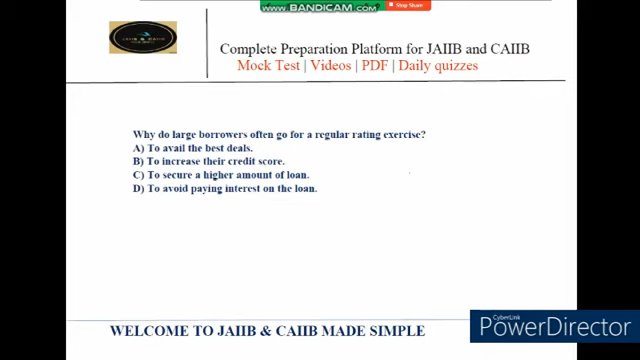 www.BANDICAM.COM
Stop Share
Complete Preparation Platform for JAIIB and CAIIB
Mock Test | Videos | PDF | Daily quizzes
Why do large borrowers often go for a regular rating exercise?
A) To avail the best deals.
B) To increase their credit score.
C) To secure a higher amount of loan.
D) To avoid paying interest on the loan.
WELCOME TO JAIIB & CAIIB MADE SIMPLE
CyberLink
PowerDirector